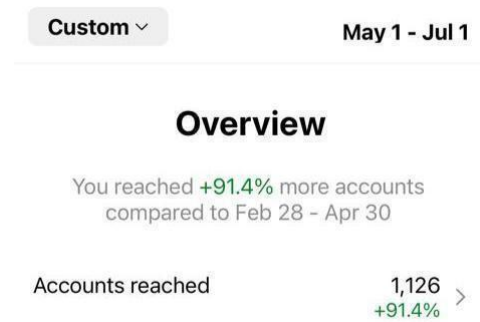 Custom
May 1 - Jul 1
Overview
You reached +91.4% more accounts
compared to Feb 28 - Apr 30
Accounts reached 1,126
+91.4%